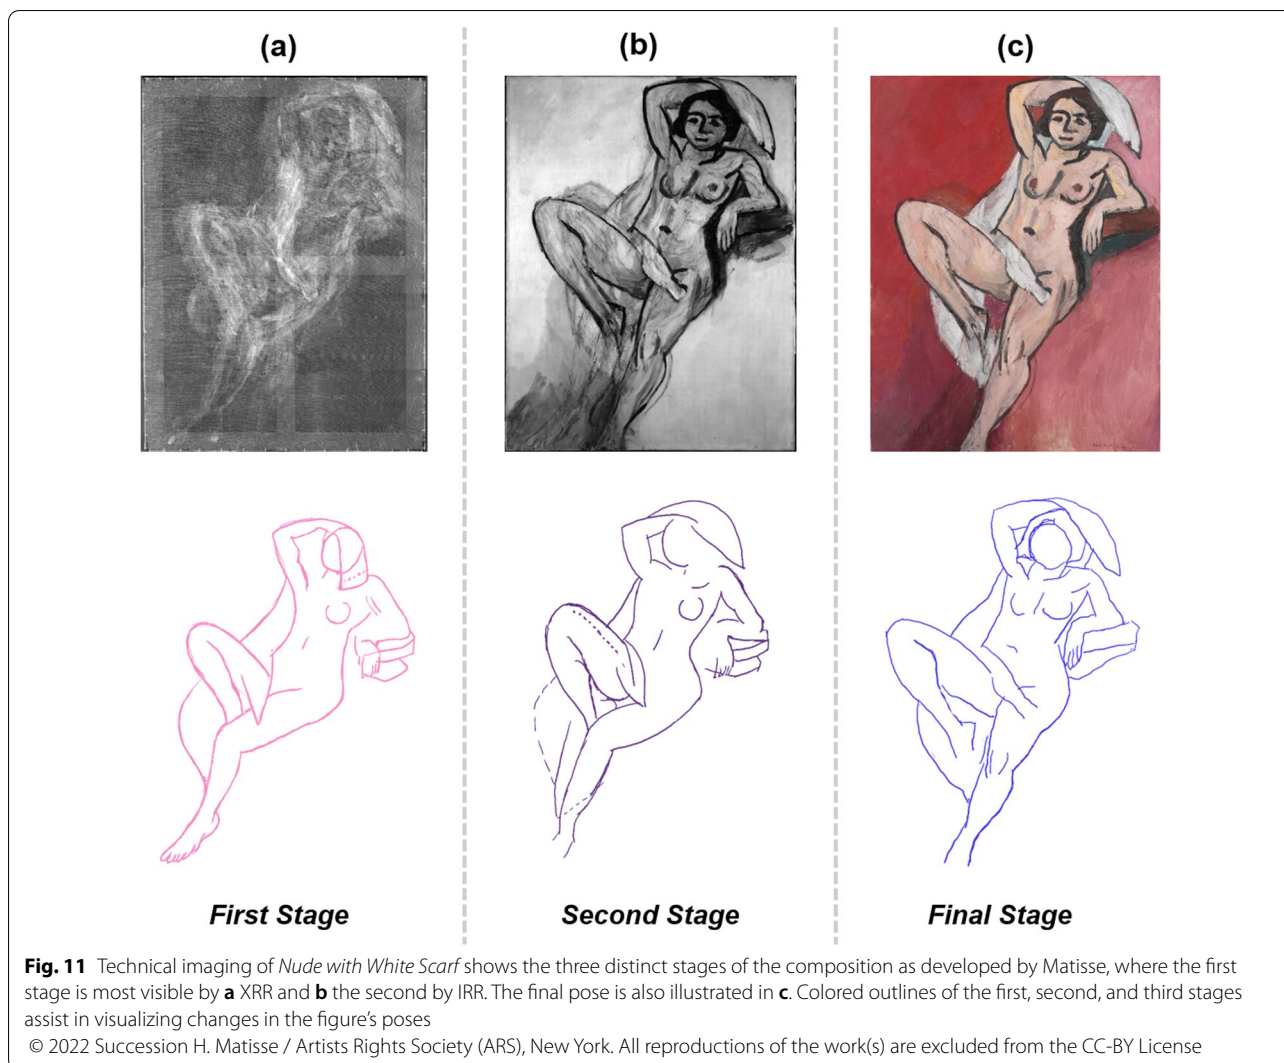 (a)
(b)
(c)
First Stage
Second Stage
Final Stage
Fig. 11 Technical imaging of Nude with White Scarf shows the three distinct stages of the composition as developed by Matisse, where the first
stage is most visible by a XRR and b the second by IRR. The final pose is also illustrated in c. Colored outlines of the first, second, and third stages
assist in visualizing changes in the figure's poses
© 2022 Succession H. Matisse / Artists Rights Society (ARS), New York. All reproductions of the work(s) are excluded from the CC-BY License